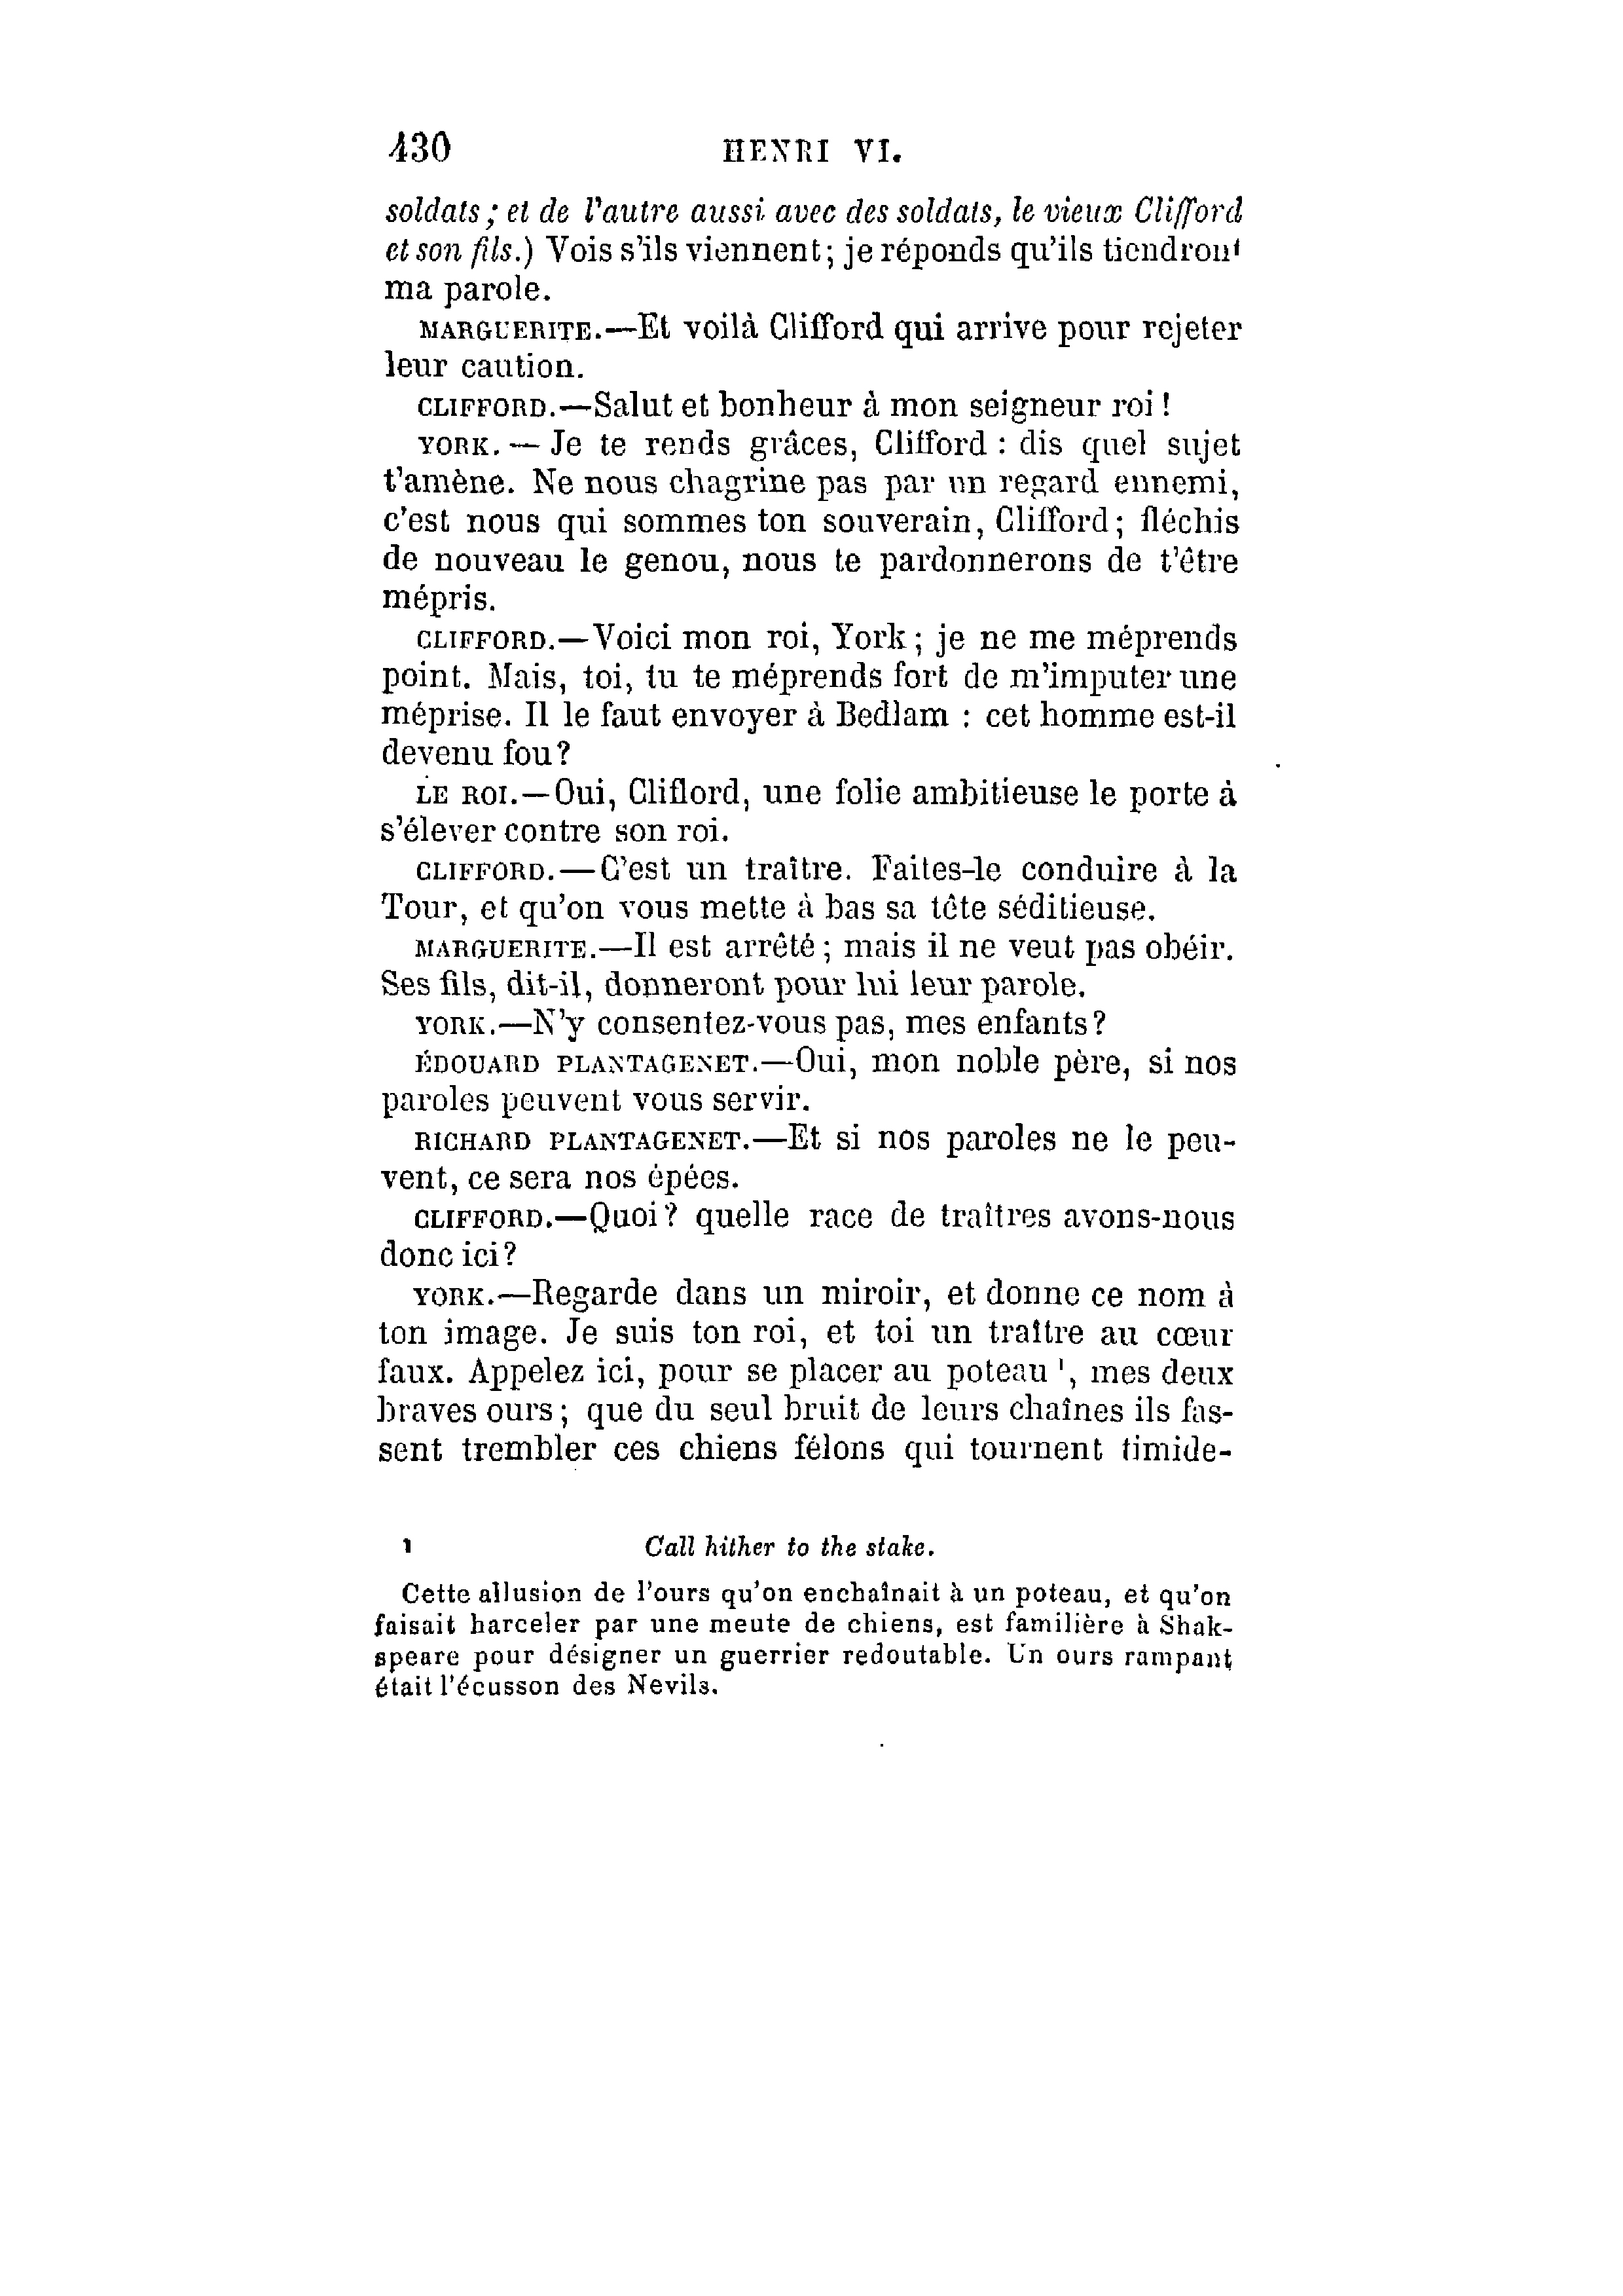 430 HENRI VI.
soldats ; et de l'autre aussi avec des soldats, le vieux Clifford
et son fils.) Vois s'ils viennent; je réponds qu'ils tiendront
ma parole.
MARGUERITE.—Et voilà Clifford qui arrive pour rejeter
leur caution.
CLIFFORD.—Salut et bonheur à mon seigneur roi !
YORK. — Je te rends grâces, Clifford : dis quel sujet
t'amène. Ne nous chagrine pas par un regard ennemi,
c'est nous qui sommes ton souverain, Clifford; fléchis
de nouveau le genou, nous te pardonnerons de t'être
mépris.
CLIFFORD.—Voici mon roi, York ; je ne me méprends
point. Mais, toi, tu te méprends fort de m'imputer une
méprise. Il le faut envoyer à Bedlam : cet homme est-il
devenu fou?
LE ROI.—Oui, Clifford, une folie ambitieuse le porte à
s'élever contre son roi.
CLIFFORD.—C'est un traître. Faites-le conduire à la
Tour, et qu'on vous mette à bas sa tête séditieuse.
MARGUERITE.—Il est arrêté ; mais il ne veut pas obéir.
Ses fils, dit-il, donneront pour lui leur parole.
YORK.—N'y consentez-vous pas, mes enfants?
ÉDOUARD PLANTAGENET.—Oui, mon noble père, si nos
paroles peuvent vous servir.
RICHARD PLANTAGENET.—Et si nos paroles ne le peu-
vent, ce sera nos épées.
CLIFFORD.—Quoi? quelle race de traîtres avons-nous
donc ici?
YORK.—Regarde dans un miroir, et donne ce nom à
ton image. Je suis ton roi, et toi un traître au cœur
faux. Appelez ici, pour se placer au poteau ¹, mes deux
braves ours ; que du seul bruit de leurs chaînes ils fas-
sent trembler ces chiens félons qui tournent timide-
1 Call hither to the stake.
Cette allusion de l'ours qu'on enchaînait à un poteau, et qu'on
faisait harceler par une meute de chiens, est familière à Shak-
speare pour désigner un guerrier redoutable. Un ours rampant
était l'écusson des Nevils.